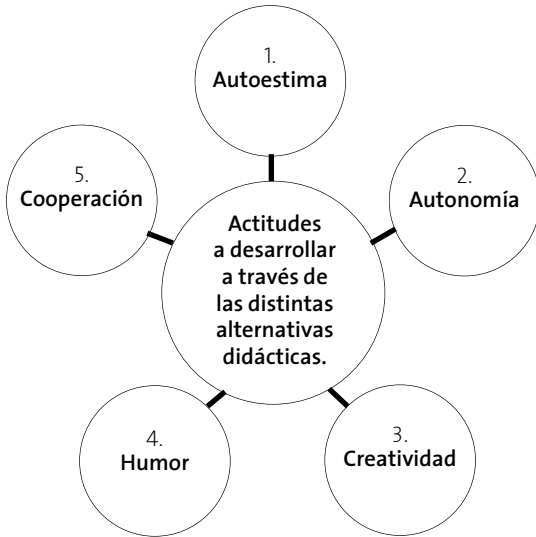 1.
Autoestima
5.
Cooperación
2.
Autonomía
Actitudes
a desarrollar
a través de
las distintas
alternativas
didácticas.
4.
Humor
3.
Creatividad